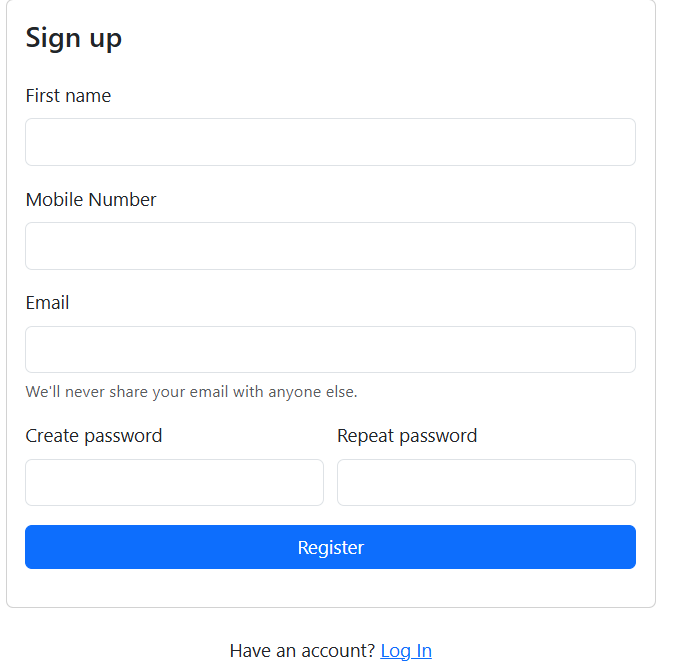 Sign up
First name
Mobile Number
Email
We'll never share your email with anyone else.
Create password
Repeat password
Register
Have an account? Log In